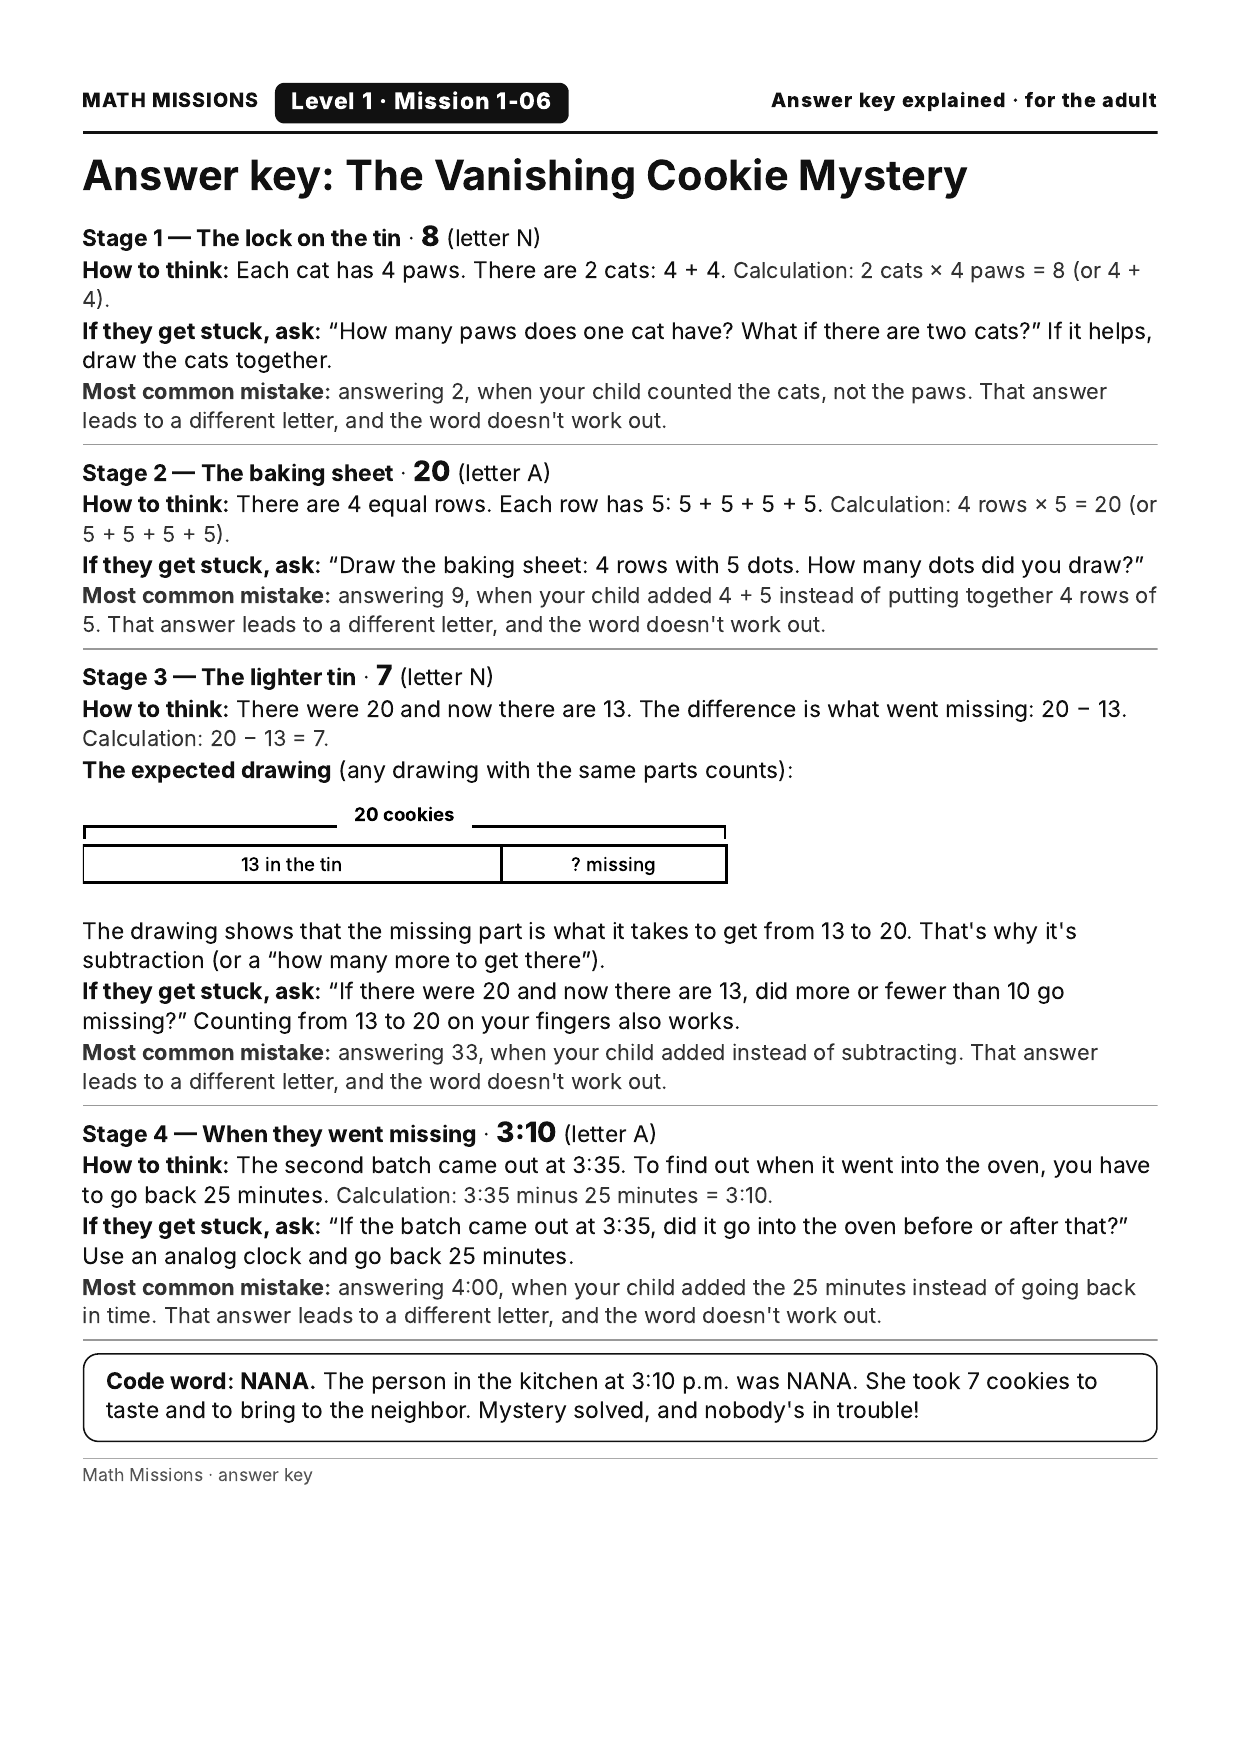 MATH MISSIONS Level 1 · Mission 1-06 Answer key explained · for the adult
Answer key: The Vanishing Cookie Mystery
Stage 1 — The lock on the tin · 8 (letter N)
How to think: Each cat has 4 paws. There are 2 cats: 4 + 4. Calculation: 2 cats × 4 paws = 8 (or 4 +
4).
If they get stuck, ask: “How many paws does one cat have? What if there are two cats?” If it helps,
draw the cats together.
Most common mistake: answering 2, when your child counted the cats, not the paws. That answer
leads to a different letter, and the word doesn't work out.
Stage 2 — The baking sheet · 20 (letter A)
How to think: There are 4 equal rows. Each row has 5: 5 + 5 + 5 + 5. Calculation: 4 rows × 5 = 20 (or
5 + 5 + 5 + 5).
If they get stuck, ask: “Draw the baking sheet: 4 rows with 5 dots. How many dots did you draw?”
Most common mistake: answering 9, when your child added 4 + 5 instead of putting together 4 rows of
5. That answer leads to a different letter, and the word doesn't work out.
Stage 3 — The lighter tin · 7 (letter N)
How to think: There were 20 and now there are 13. The difference is what went missing: 20 − 13.
Calculation: 20 − 13 = 7.
The expected drawing (any drawing with the same parts counts):
20 cookies
13 in the tin ? missing
The drawing shows that the missing part is what it takes to get from 13 to 20. That's why it's
subtraction (or a “how many more to get there”).
If they get stuck, ask: “If there were 20 and now there are 13, did more or fewer than 10 go
missing?” Counting from 13 to 20 on your fingers also works.
Most common mistake: answering 33, when your child added instead of subtracting. That answer
leads to a different letter, and the word doesn't work out.
Stage 4 — When they went missing · 3:10 (letter A)
How to think: The second batch came out at 3:35. To find out when it went into the oven, you have
to go back 25 minutes. Calculation: 3:35 minus 25 minutes = 3:10.
If they get stuck, ask: “If the batch came out at 3:35, did it go into the oven before or after that?”
Use an analog clock and go back 25 minutes.
Most common mistake: answering 4:00, when your child added the 25 minutes instead of going back
in time. That answer leads to a different letter, and the word doesn't work out.
Code word: NANA. The person in the kitchen at 3:10 p.m. was NANA. She took 7 cookies to
taste and to bring to the neighbor. Mystery solved, and nobody's in trouble!
Math Missions · answer key